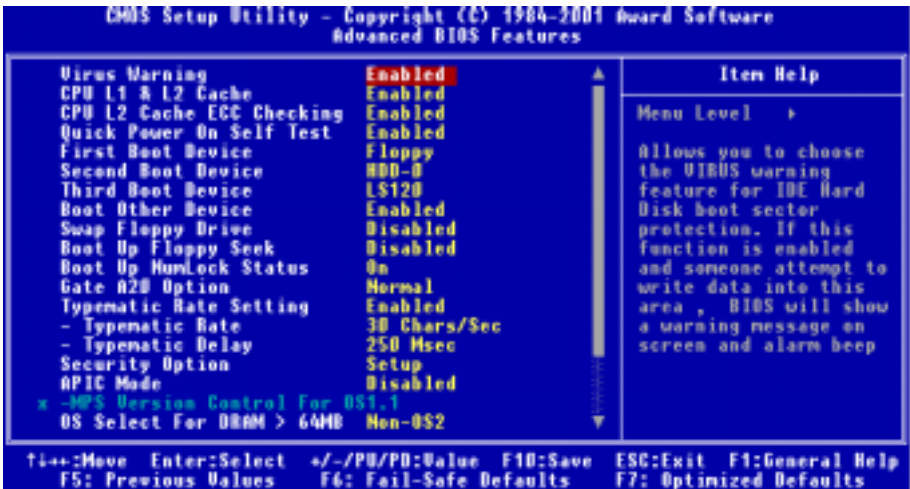 CMOS Setup Utility - Copyright (C) 1984-2001 Award Software
Advanced BIOS Features
Virus Warning Enabled
CPU L1 & L2 Cache Enabled
CPU L2 Cache ECC Checking Enabled
Quick Power On Self Test Enabled
First Boot Device Floppy
Second Boot Device HDD-0
Third Boot Device LS120
Boot Other Device Enabled
Swap Floppy Drive Disabled
Boot Up Floppy Seek Disabled
Boot Up NumLock Status On
Gate A20 Option Normal
Typematic Rate Setting Enabled
- Typematic Rate 30 Chars/Sec
- Typematic Delay 250 Msec
Security Option Setup
APIC Mode Disabled
x -MPS Version Control For OS1.1
OS Select For DRAM > 64MB Non-OS2
Item Help
Menu Level ▸
Allows you to choose
the VIRUS warning
feature for IDE Hard
Disk boot sector
protection. If this
function is enabled
and someone attempt to
write data into this
area , BIOS will show
a warning message on
screen and alarm beep
↑↓→←:Move Enter:Select +/-/PU/PD:Value F10:Save ESC:Exit F1:General Help
F5: Previous Values F6: Fail-Safe Defaults F7: Optimized Defaults